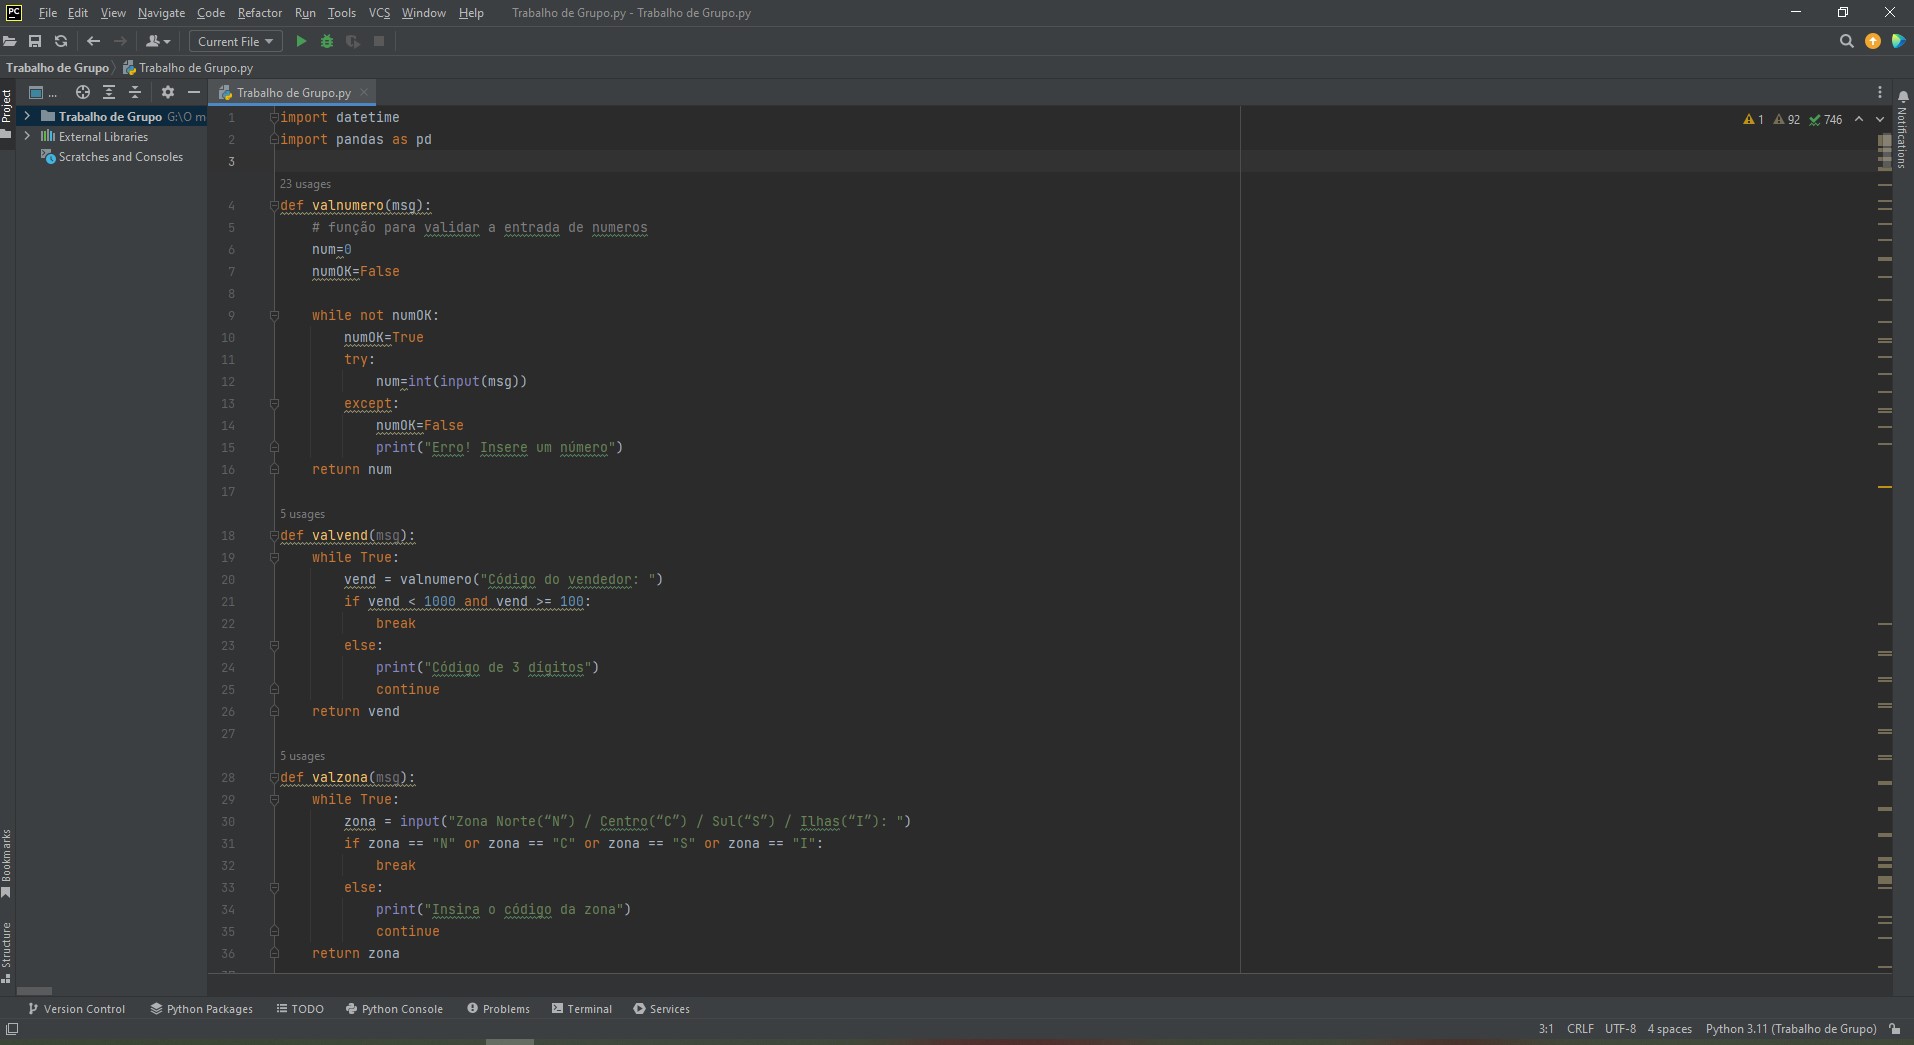 PC File Edit View Navigate Code Refactor Run Tools VCS Window Help Trabalho de Grupo.py - Trabalho de Grupo.py
Current File
Trabalho de Grupo Trabalho de Grupo.py
Project
... Trabalho de Grupo.py
Trabalho de Grupo G:\O m
External Libraries
Scratches and Consoles
1 92 746
Notifications
1 import datetime
2 import pandas as pd
3
23 usages
4 def valnumero(msg):
5 # função para validar a entrada de numeros
6 num=0
7 numOK=False
8
9 while not numOK:
10 numOK=True
11 try:
12 num=int(input(msg))
13 except:
14 numOK=False
15 print("Erro! Insere um número")
16 return num
17
5 usages
18 def valvend(msg):
19 while True:
20 vend = valnumero("Código do vendedor: ")
21 if vend < 1000 and vend >= 100:
22 break
23 else:
24 print("Código de 3 digitos")
25 continue
26 return vend
27
5 usages
28 def valzona(msg):
29 while True:
30 zona = input("Zona Norte(“N”) / Centro(“C”) / Sul(“S”) / Ilhas(“I”): ")
31 if zona == "N" or zona == "C" or zona == "S" or zona == "I":
32 break
33 else:
34 print("Insira o código da zona")
35 continue
36 return zona
Bookmarks
Structure
Version Control Python Packages TODO Python Console Problems Terminal Services
3:1 CRLF UTF-8 4 spaces Python 3.11 (Trabalho de Grupo)